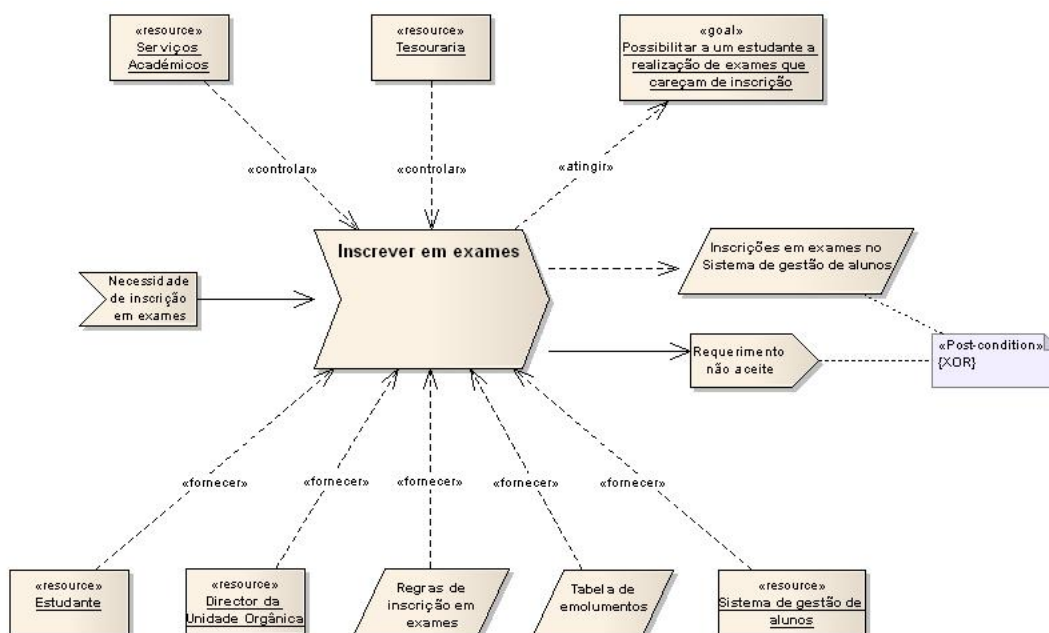 «resource»
Serviços
Académicos
«resource»
Tesouraria
«goal»
Possibilitar a um estudante a
realização de exames que
careçam de inscrição
«controlar»
«controlar»
«atingir»
Inscrever em exames
Necessidade
de inscrição
em exames
Inscrições em exames no
Sistema de gestão de alunos
Requerimento
não aceite
«Post-condition»
{XOR}
«fornecer»
«fornecer»
«fornecer»
«fornecer»
«fornecer»
«resource»
Estudante
«resource»
Director da
Unidade Orgânica
Regras de
inscrição em
exames
Tabela de
emolumentos
«resource»
Sistema de gestão de
alunos